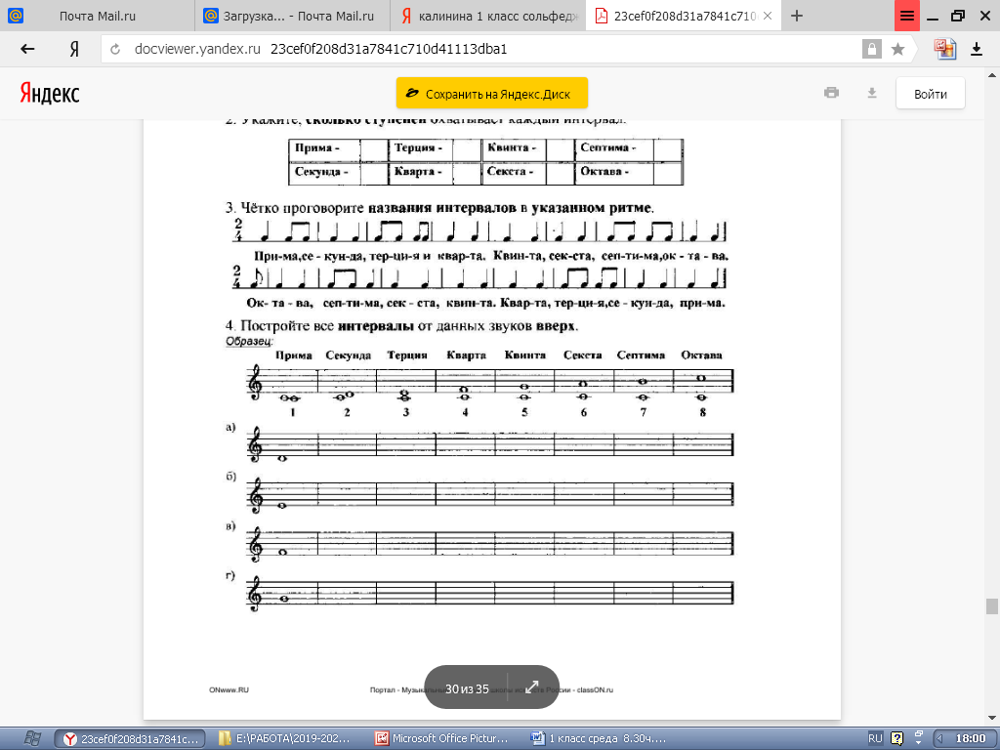 Почта Mail.ru
Загрузка... - Почта Mail.ru
калинина 1 класс сольфедж
23cef0f208d31a7841c710
docviewer.yandex.ru 23cef0f208d31a7841c710d41113dba1
Яндекс
Сохранить на Яндекс.Диск
Войти
2. Укажите, сколько ступеней охватывает каждый интервал.
Прима - Терция - Квинта - Септима -
Секунда - Кварта - Секста - Октава -
3. Чётко проговорите названия интервалов в указанном ритме.
2
4
При-ма,се - кун-да, тер-ци-я и квар-та. Квин-та, сек-ста, сеп-ти-ма,ок - та - ва.
2
4
Ок- та - ва, сеп-ти-ма, сек - ста, квин-та. Квар-та, тер-ци-я,се - кун-да, при-ма.
4. Постройте все интервалы от данных звуков вверх.
Образец:
Прима Секунда Терция Кварта Квинта Секста Септима Октава
1 2 3 4 5 6 7 8
а)
б)
в)
г)
30 из 35
ONwww.RU
Портал - Музыкальный России - classON.ru
23cef0f208d31a7841c...
E:\РАБОТА\2019-202...
Microsoft Office Pictur...
1 класс среда 8.30ч....
RU
18:00